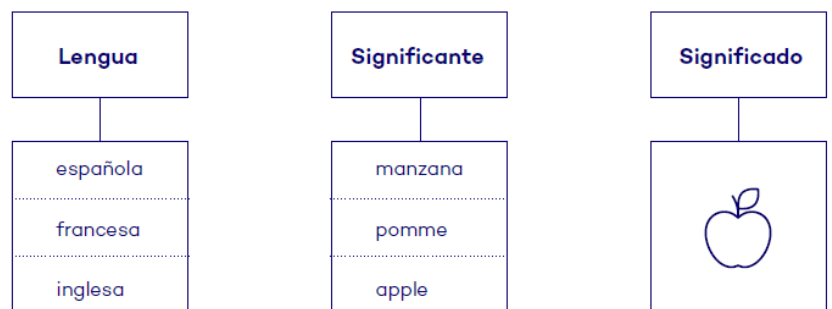 Lengua
Significante
Significado
española
manzana
francesa
pomme
inglesa
apple